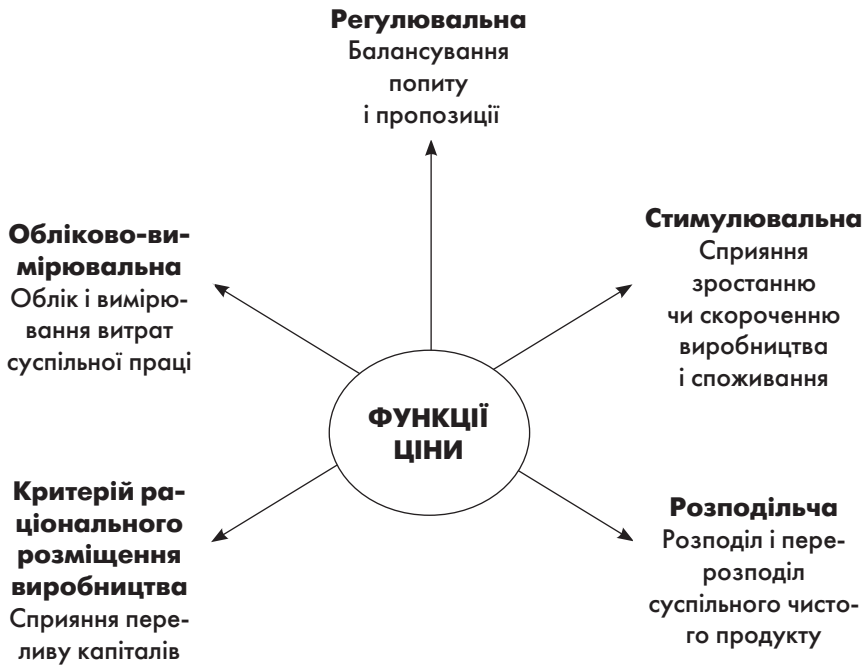 Регулювальна
Балансування
попиту
і пропозиції
Обліково-ви-
мірювальна
Облік і вимірю-
вання витрат
суспільної праці
Стимулювальна
Сприяння
зростанню
чи скороченню
виробництва
і споживання
ФУНКЦІЇ
ЦІНИ
Критерій ра-
ціонального
розміщення
виробництва
Сприяння пере-
ливу капіталів
Розподільча
Розподіл і пере-
розподіл
суспільного чисто-
го продукту